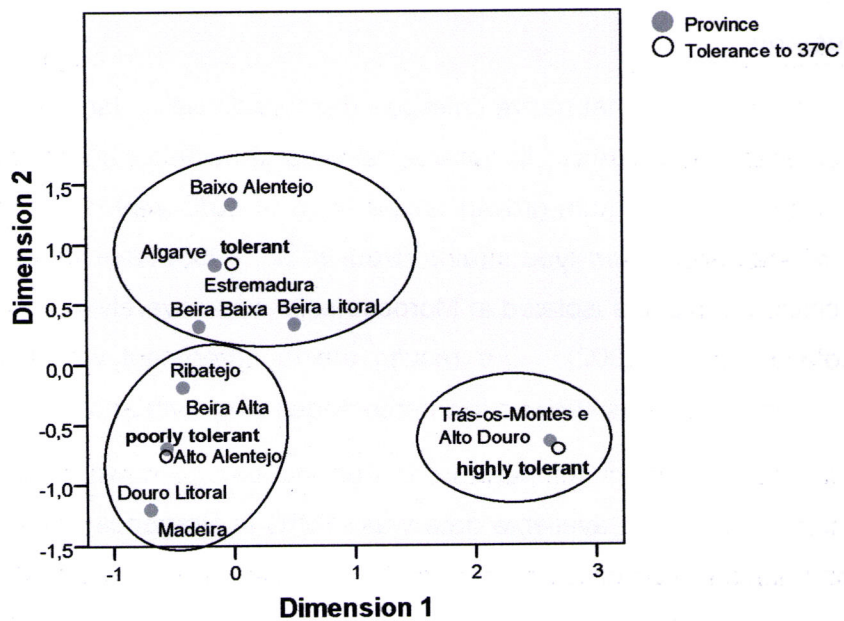 Province
Tolerance to 37ºC
Dimension 2
1,5
1,0
0,5
0,0
-0,5
-1,0
-1,5
Baixo Alentejo
Algarve tolerant
Estremadura
Beira Baixa Beira Litoral
Ribatejo
Beira Alta
poorly tolerant
Alto Alentejo
Douro Litoral
Madeira
Trás-os-Montes e
Alto Douro
highly tolerant
-1 0 1 2 3
Dimension 1